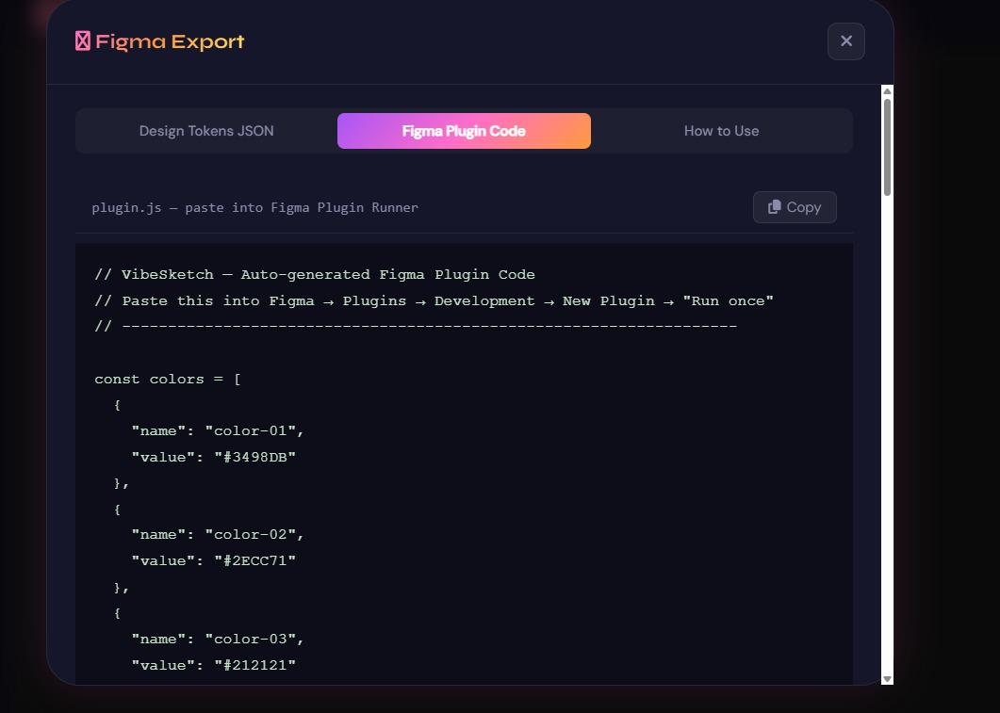 Figma Export
Design Tokens JSON
Figma Plugin Code
How to Use
plugin.js — paste into Figma Plugin Runner
Copy
// VibeSketch — Auto-generated Figma Plugin Code
// Paste this into Figma → Plugins → Development → New Plugin → "Run once"
// -------------------------------------------------------------------
const colors = [
  {
    "name": "color-01",
    "value": "#3498DB"
  },
  {
    "name": "color-02",
    "value": "#2ECC71"
  },
  {
    "name": "color-03",
    "value": "#212121"